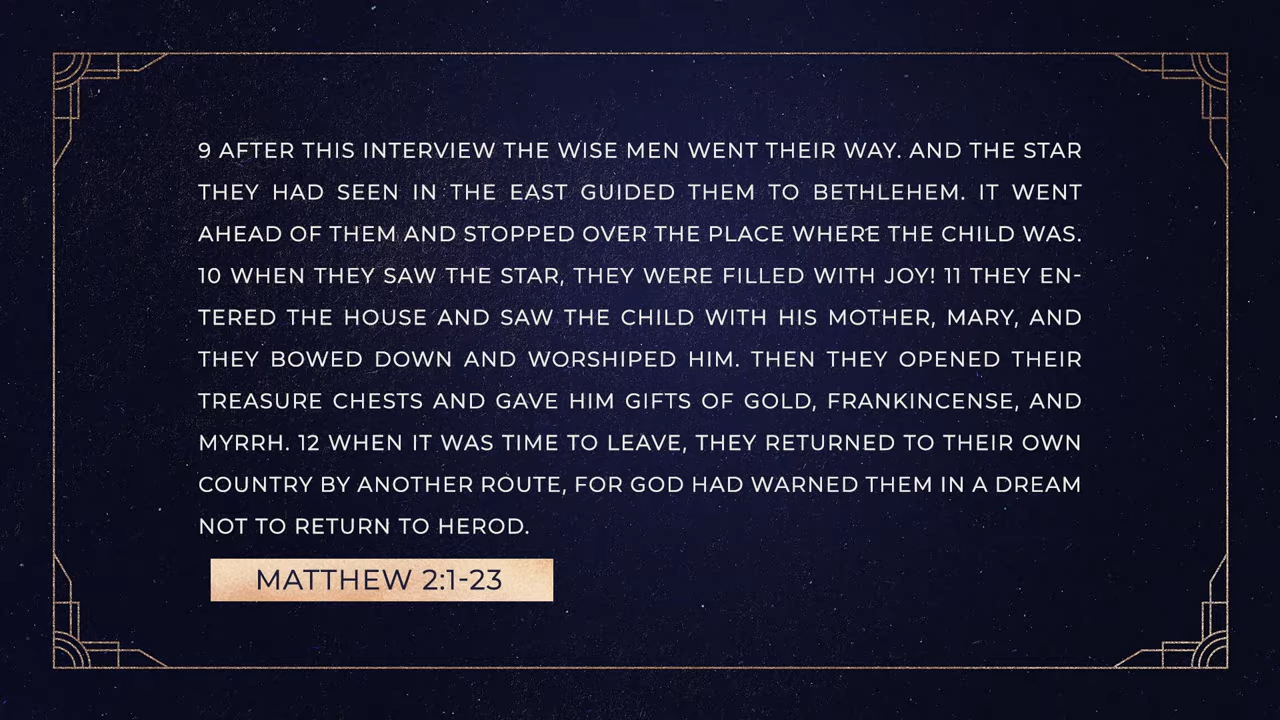 9 AFTER THIS INTERVIEW THE WISE MEN WENT THEIR WAY. AND THE STAR
THEY HAD SEEN IN THE EAST GUIDED THEM TO BETHLEHEM. IT WENT
AHEAD OF THEM AND STOPPED OVER THE PLACE WHERE THE CHILD WAS.
10 WHEN THEY SAW THE STAR, THEY WERE FILLED WITH JOY! 11 THEY EN-
TERED THE HOUSE AND SAW THE CHILD WITH HIS MOTHER, MARY, AND
THEY BOWED DOWN AND WORSHIPED HIM. THEN THEY OPENED THEIR
TREASURE CHESTS AND GAVE HIM GIFTS OF GOLD, FRANKINCENSE, AND
MYRRH. 12 WHEN IT WAS TIME TO LEAVE, THEY RETURNED TO THEIR OWN
COUNTRY BY ANOTHER ROUTE, FOR GOD HAD WARNED THEM IN A DREAM
NOT TO RETURN TO HEROD.
MATTHEW 2:1-23